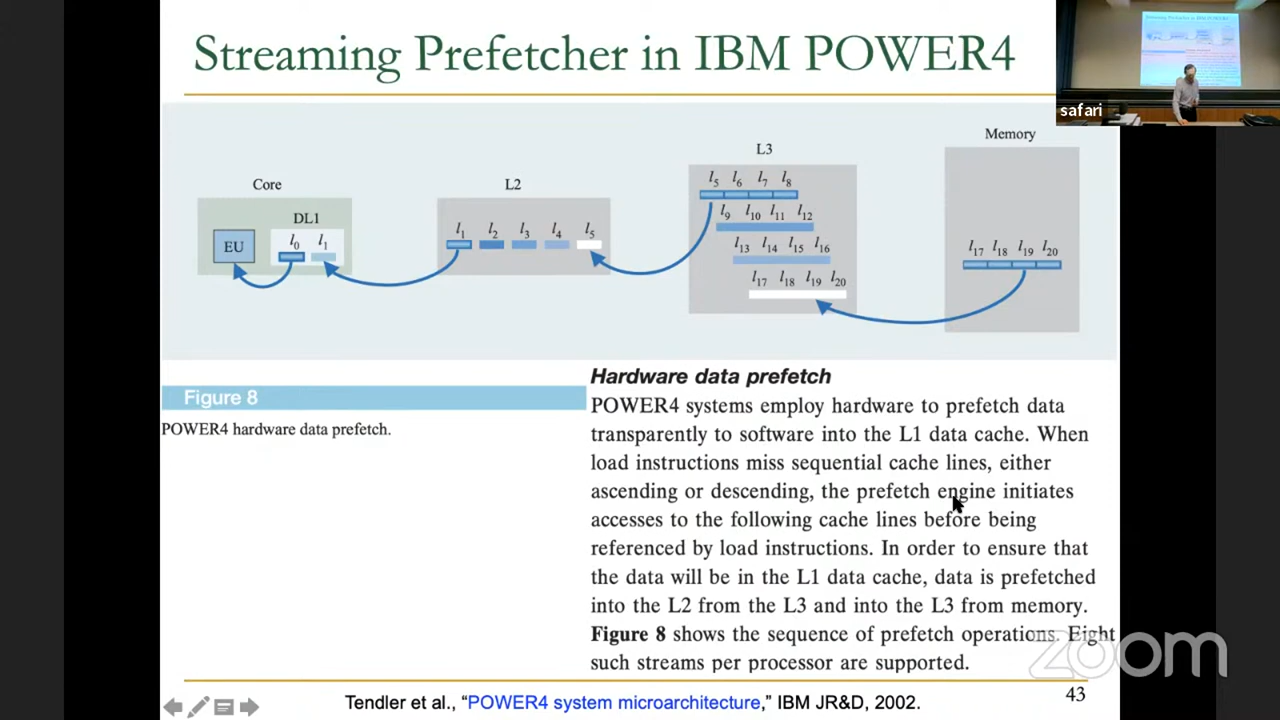 Streaming Prefetcher in IBM POWER4
safari
Core
L2
L3
Memory
DL1
EU
l0 l1
l1 l2 l3 l4 l5
l5 l6 l7 l8
l9 l10 l11 l12
l13 l14 l15 l16
l17 l18 l19 l20
l17 l18 l19 l20
Figure 8
POWER4 hardware data prefetch.
Hardware data prefetch
POWER4 systems employ hardware to prefetch data
transparently to software into the L1 data cache. When
load instructions miss sequential cache lines, either
ascending or descending, the prefetch engine initiates
accesses to the following cache lines before being
referenced by load instructions. In order to ensure that
the data will be in the L1 data cache, data is prefetched
into the L2 from the L3 and into the L3 from memory.
Figure 8 shows the sequence of prefetch operations. Eight
such streams per processor are supported.
zoom
Tendler et al., “POWER4 system microarchitecture,” IBM JR&D, 2002.
43